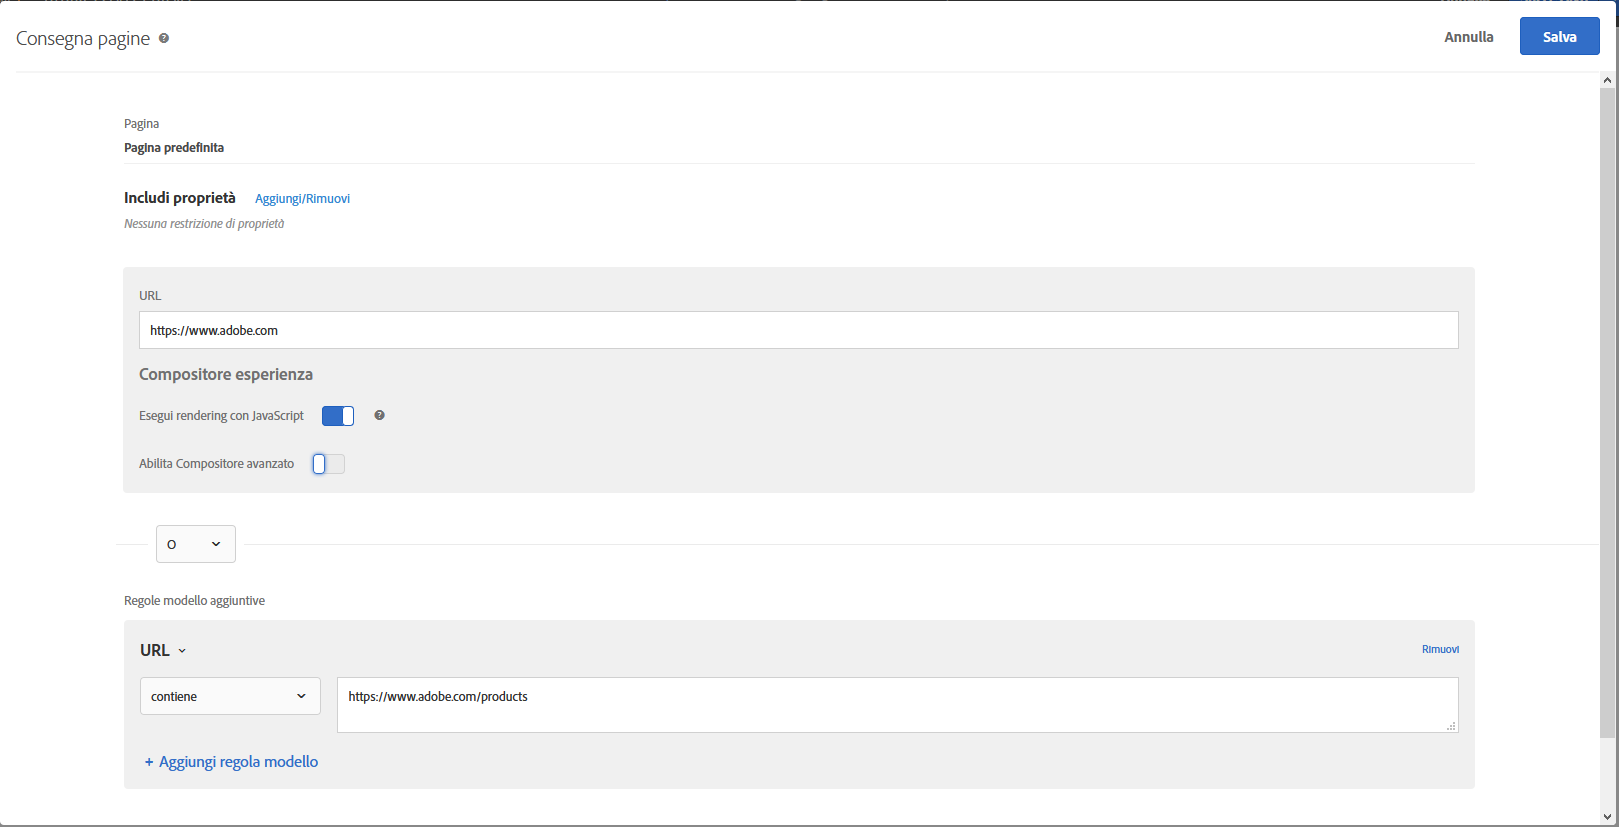 Consegna pagine
Annulla
Salva
Pagina
Pagina predefinita
Includi proprietà Aggiungi/Rimuovi
Nessuna restrizione di proprietà
URL
https://www.adobe.com
Compositore esperienza
Esegui rendering con JavaScript
Abilita Compositore avanzato
O
Regole modello aggiuntive
URL
Rimuovi
contiene
https://www.adobe.com/products
+ Aggiungi regola modello